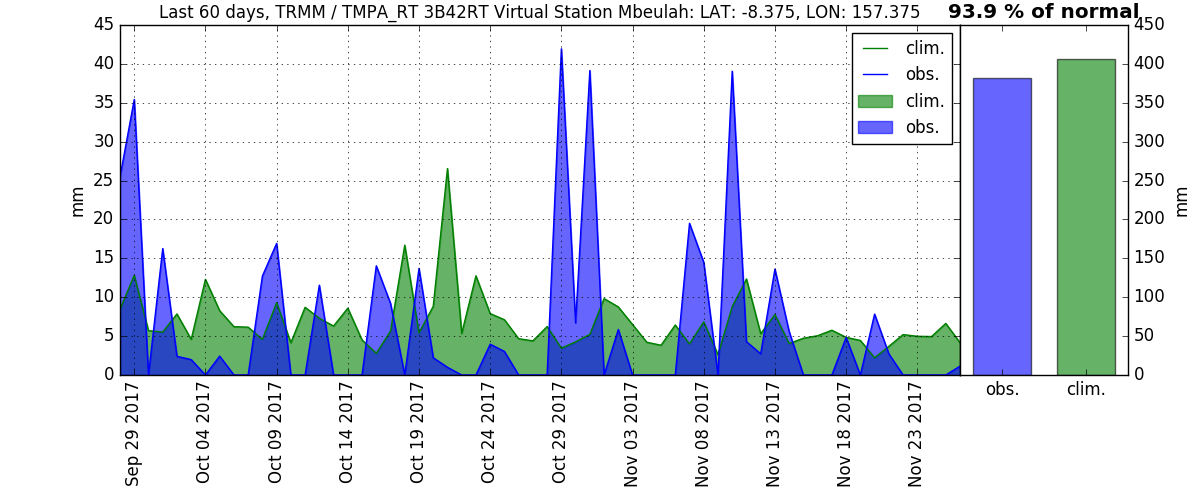 Last 60 days, TRMM / TMPA_RT 3B42RT Virtual Station Mbeulah: LAT: -8.375, LON: 157.375
93.9 % of normal
45
40
35
30
25
20
15
10
5
0
mm
clim.
obs.
clim.
obs.
450
400
350
300
250
200
150
100
50
0
mm
Sep 29 2017
Oct 04 2017
Oct 09 2017
Oct 14 2017
Oct 19 2017
Oct 24 2017
Oct 29 2017
Nov 03 2017
Nov 08 2017
Nov 13 2017
Nov 18 2017
Nov 23 2017
obs.
clim.